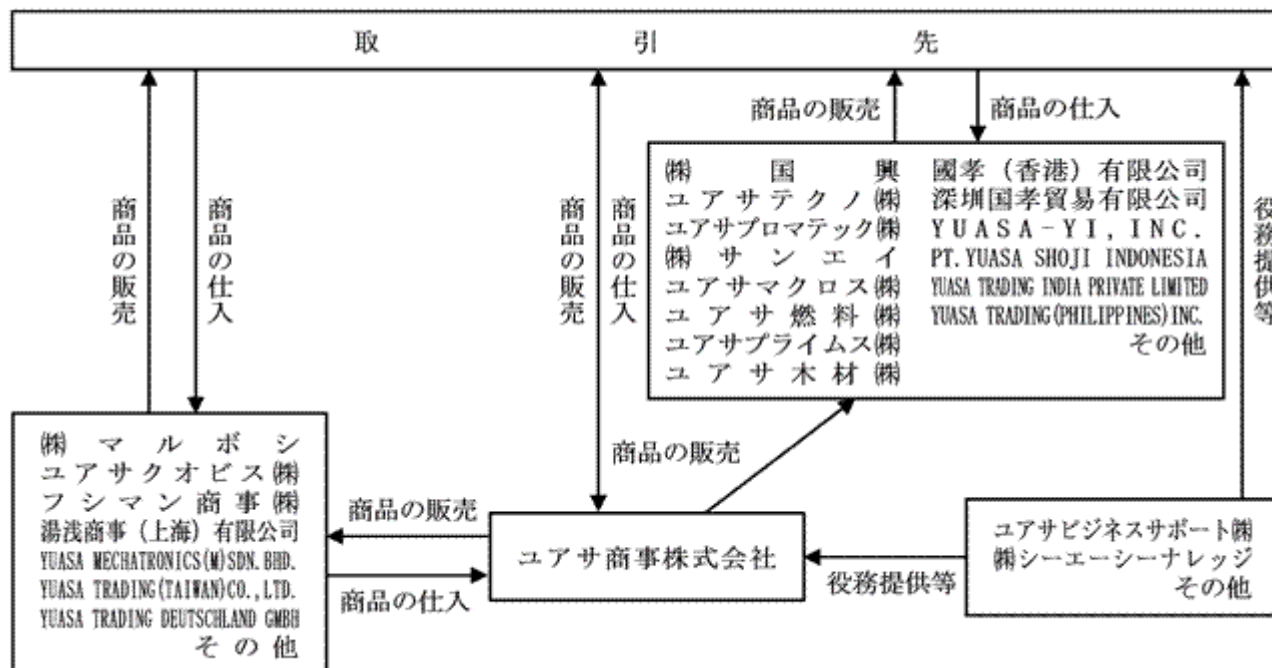 取引先
商品の販売
商品の仕入
商品の販売
商品の仕入
商品の販売
商品の仕入
役務提供等
㈱国興
ユアサテクノ㈱
ユアサプロマテック㈱
㈱サンエイ
ユアサマクロス㈱
ユアサ燃料㈱
ユアサプライムス㈱
ユアサ木材㈱
國孝（香港）有限公司
深圳国孝貿易有限公司
YUASA-YI, INC.
PT.YUASA SHOJI INDONESIA
YUASA TRADING INDIA PRIVATE LIMITED
YUASA TRADING(PHILIPPINES)INC.
その他
㈱マルボシ
ユアサクオビス㈱
フシマン商事㈱
湯浅商事（上海）有限公司
YUASA MECHATRONICS(M)SDN.BHD.
YUASA TRADING(TAIWAN)CO.,LTD.
YUASA TRADING DEUTSCHLAND GMBH
その他
商品の販売
商品の仕入
商品の販売
ユアサ商事株式会社
役務提供等
ユアサビジネスサポート㈱
㈱シーエーシーナレッジ
その他